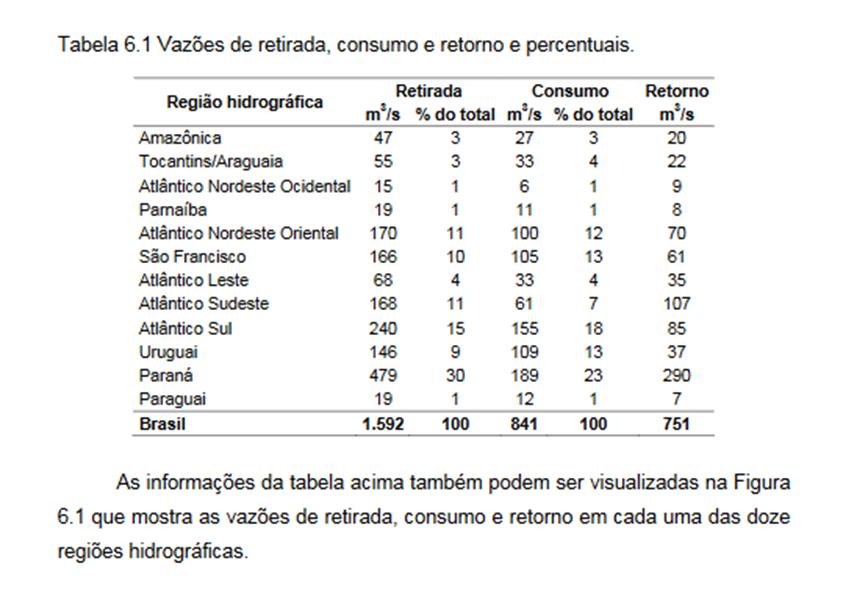 Tabela 6.1 Vazões de retirada, consumo e retorno e percentuais.
Região hidrográfica Retirada Consumo Retorno
m³/s % do total m³/s % do total m³/s
Amazônica 47 3 27 3 20
Tocantins/Araguaia 55 3 33 4 22
Atlântico Nordeste Ocidental 15 1 6 1 9
Parnaíba 19 1 11 1 8
Atlântico Nordeste Oriental 170 11 100 12 70
São Francisco 166 10 105 13 61
Atlântico Leste 68 4 33 4 35
Atlântico Sudeste 168 11 61 7 107
Atlântico Sul 240 15 155 18 85
Uruguai 146 9 109 13 37
Paraná 479 30 189 23 290
Paraguai 19 1 12 1 7
Brasil 1.592 100 841 100 751
As informações da tabela acima também podem ser visualizadas na Figura
6.1 que mostra as vazões de retirada, consumo e retorno em cada uma das doze
regiões hidrográficas.